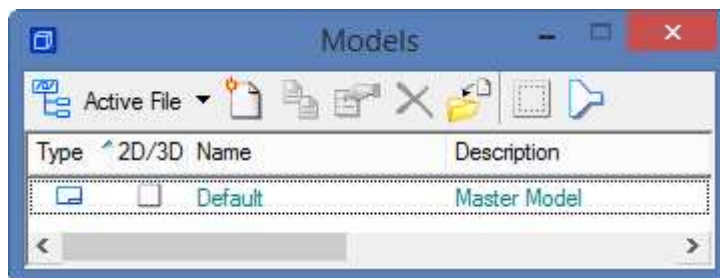 Models
Active File
Type 2D/3D Name Description
Default Master Model